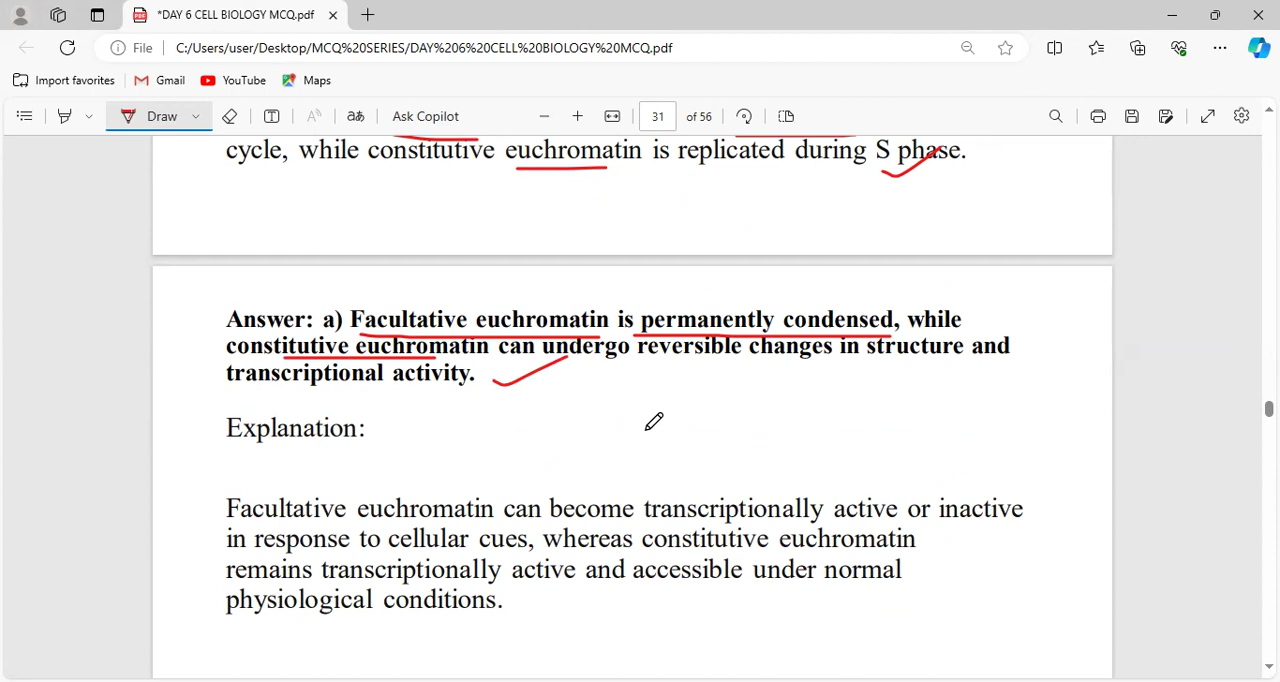 *DAY 6 CELL BIOLOGY MCQ.pdf
File
C:/Users/user/Desktop/MCQ%20SERIES/DAY%206%20CELL%20BIOLOGY%20MCQ.pdf
Import favorites
Gmail
YouTube
Maps
Draw
T
A
aあ
Ask Copilot
31 of 56
cycle, while constitutive euchromatin is replicated during S phase.
Answer: a) Facultative euchromatin is permanently condensed, while
constitutive euchromatin can undergo reversible changes in structure and
transcriptional activity.
Explanation:
Facultative euchromatin can become transcriptionally active or inactive
in response to cellular cues, whereas constitutive euchromatin
remains transcriptionally active and accessible under normal
physiological conditions.